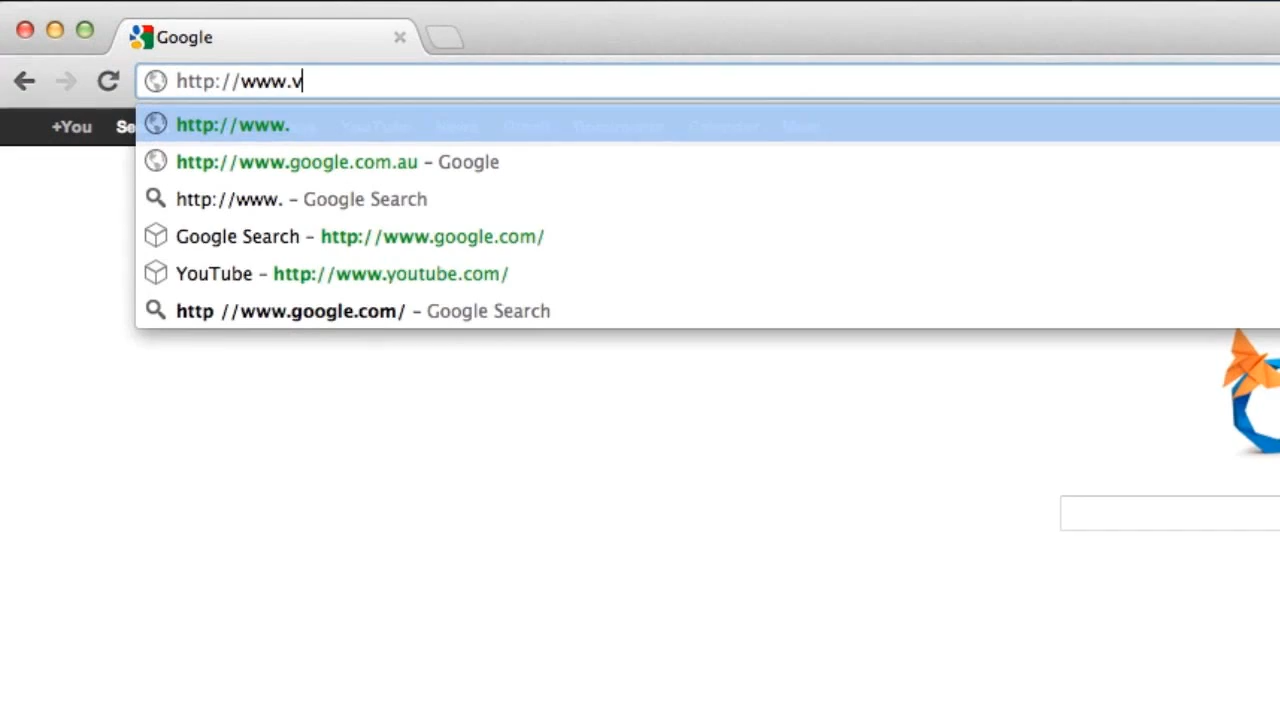 Google
http://www.v
+You Se
http://www.
http://www.google.com.au – Google
http://www. – Google Search
Google Search – http://www.google.com/
YouTube – http://www.youtube.com/
http //www.google.com/ – Google Search